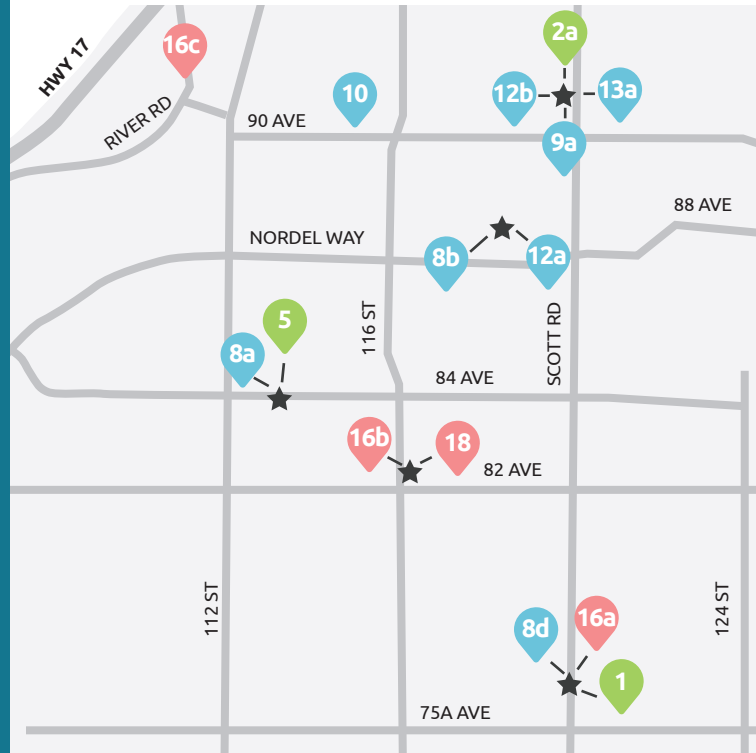 HWY 17
16c
RIVER RD
10
90 AVE
2a
12b
13a
9a
88 AVE
NORDEL WAY
8b
12a
116 ST
SCOTT RD
5
8a
84 AVE
16b
18
82 AVE
112 ST
124 ST
8d
16a
1
75A AVE